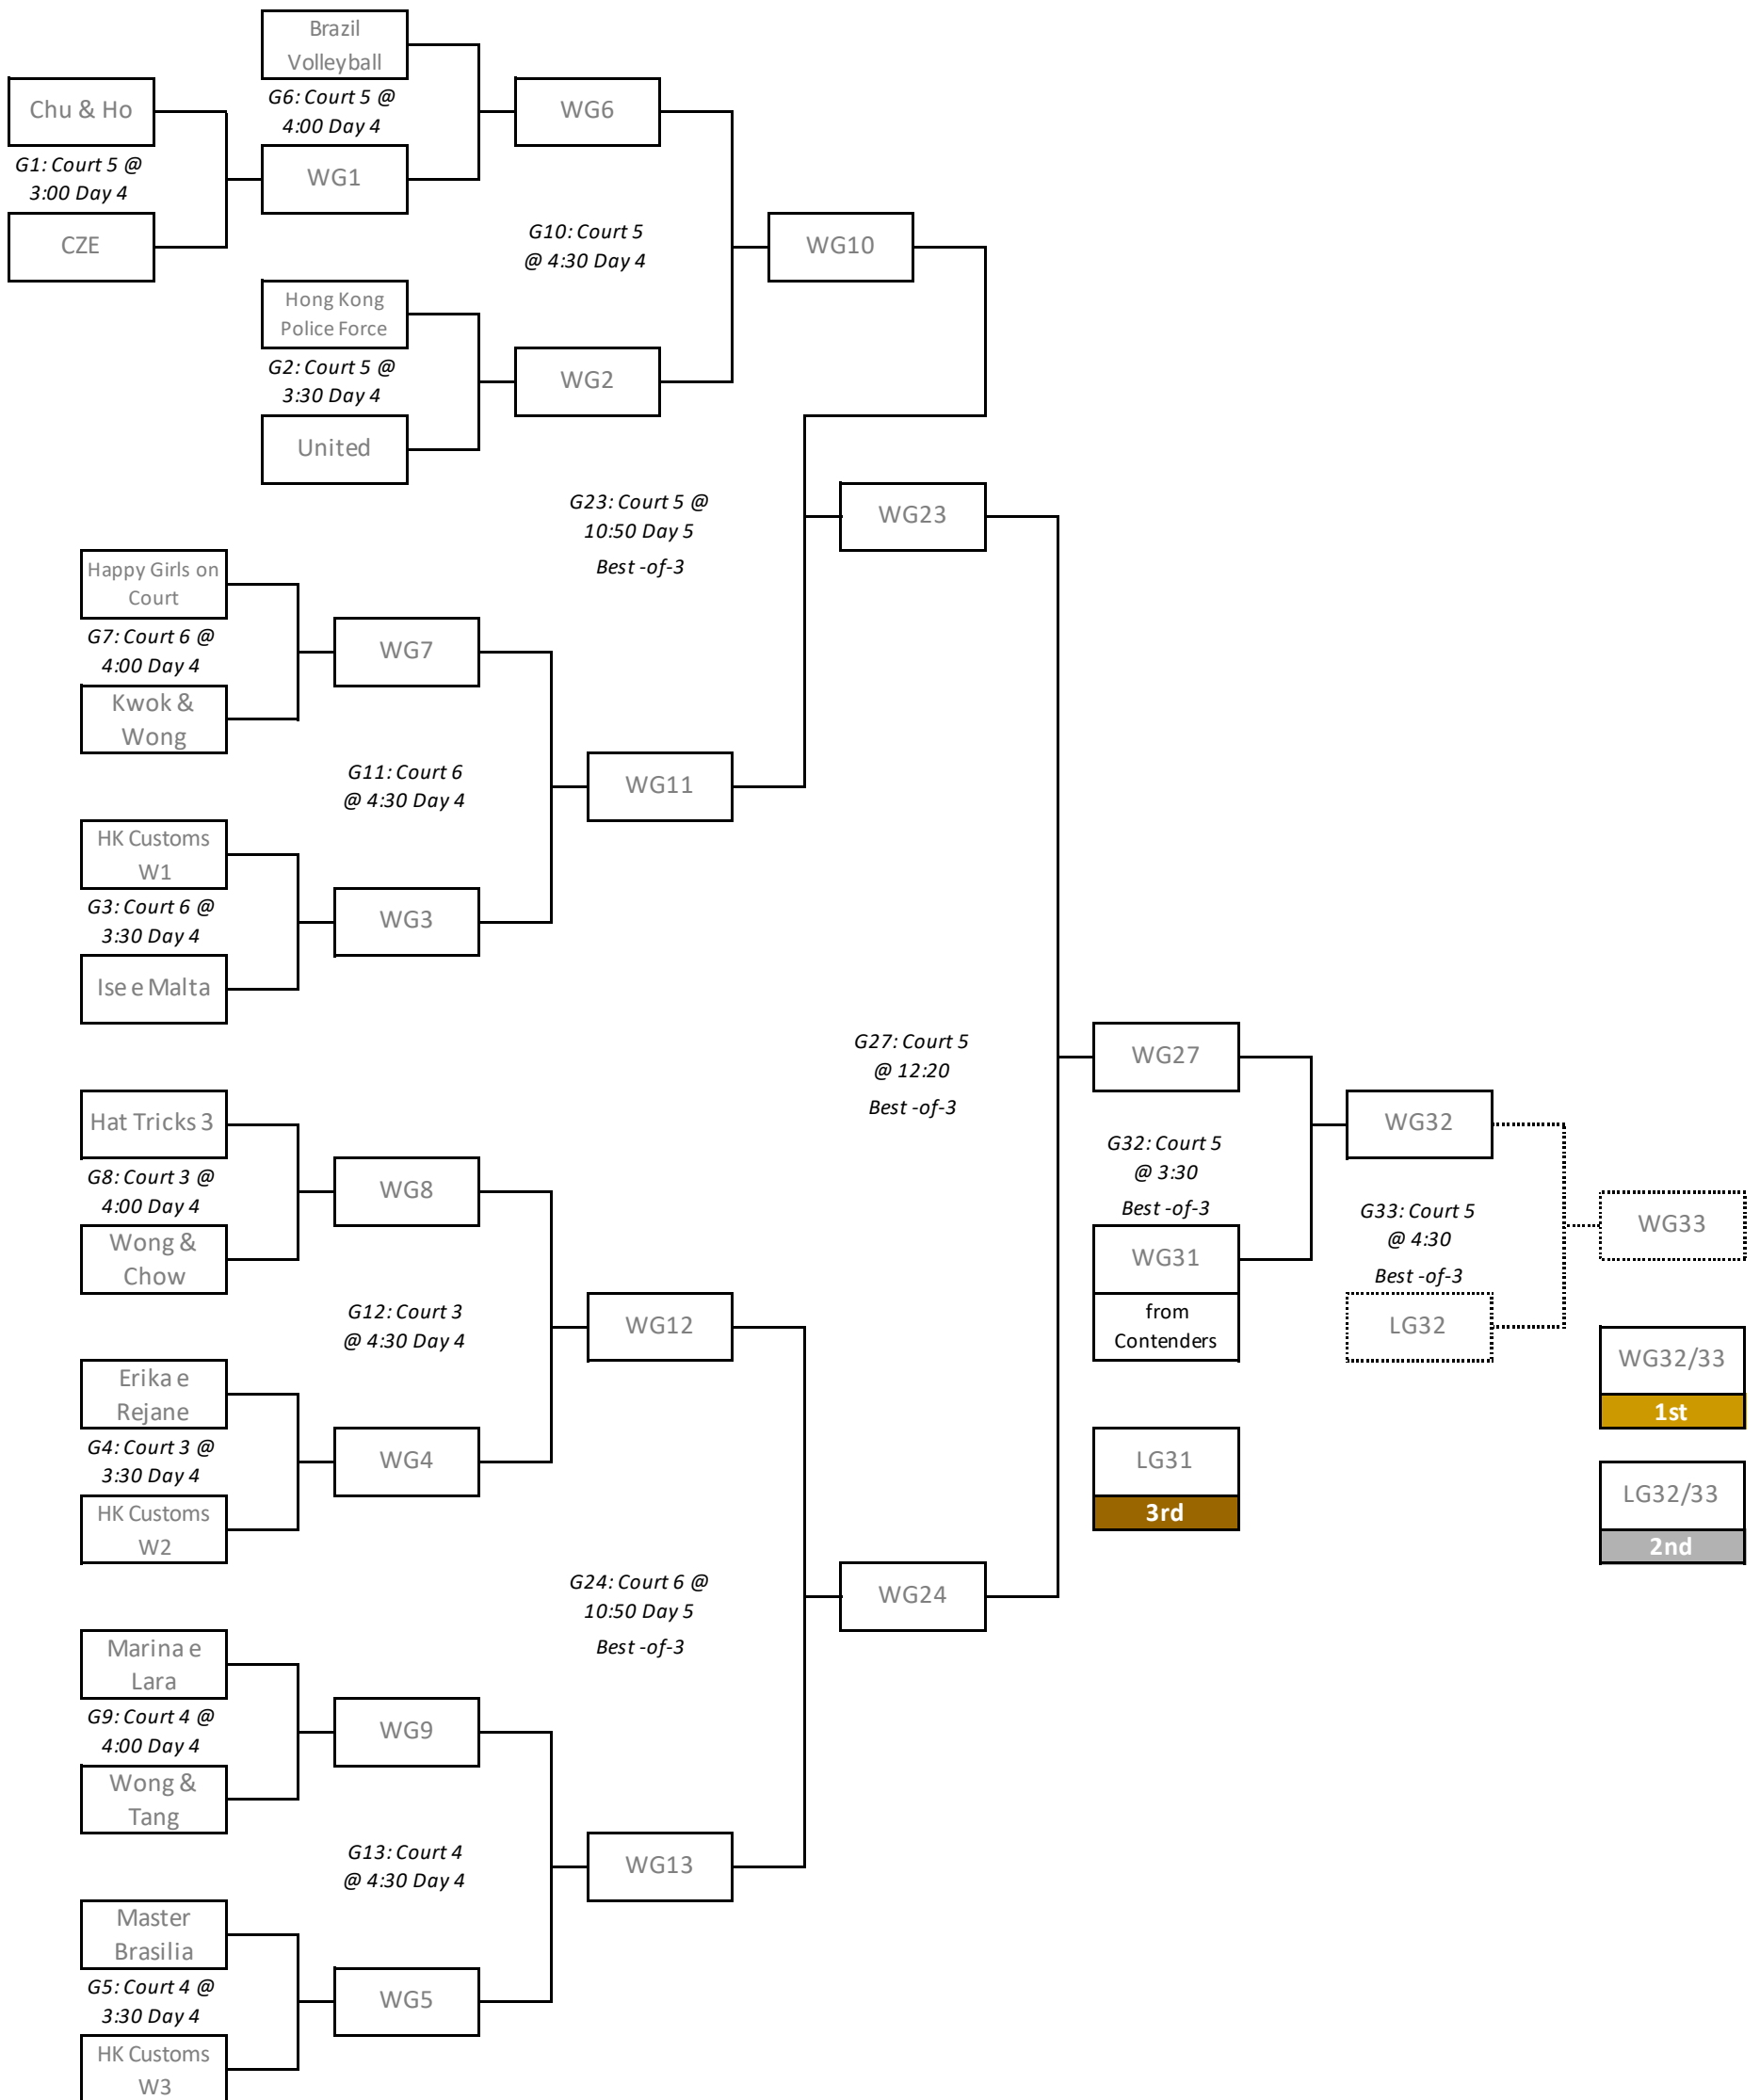 Brazil
Volleyball
Chu & Ho
G6: Court 5 @
4:00 Day 4
WG6
G1: Court 5 @
3:00 Day 4
WG1
CZE
G10: Court 5
@ 4:30 Day 4
WG10
Hong Kong
Police Force
G2: Court 5 @
3:30 Day 4
WG2
United
G23: Court 5 @
10:50 Day 5
Best -of-3
WG23
Happy Girls on
Court
G7: Court 6 @
4:00 Day 4
WG7
Kwok &
Wong
G11: Court 6
@ 4:30 Day 4
WG11
HK Customs
W1
G3: Court 6 @
3:30 Day 4
WG3
Ise e Malta
G27: Court 5
@ 12:20
Best -of-3
WG27
Hat Tricks 3
WG32
G8: Court 3 @
4:00 Day 4
WG8
G32: Court 5
@ 3:30
Best -of-3
G33: Court 5
@ 4:30
Best -of-3
WG33
Wong &
Chow
WG31
from
Contenders
LG32
G12: Court 3
@ 4:30 Day 4
WG12
WG32/33
1st
Erika e
Rejane
G4: Court 3 @
3:30 Day 4
WG4
LG31
3rd
LG32/33
2nd
HK Customs
W2
G24: Court 6 @
10:50 Day 5
Best -of-3
WG24
Marina e
Lara
G9: Court 4 @
4:00 Day 4
WG9
Wong &
Tang
G13: Court 4
@ 4:30 Day 4
WG13
Master
Brasilia
G5: Court 4 @
3:30 Day 4
WG5
HK Customs
W3